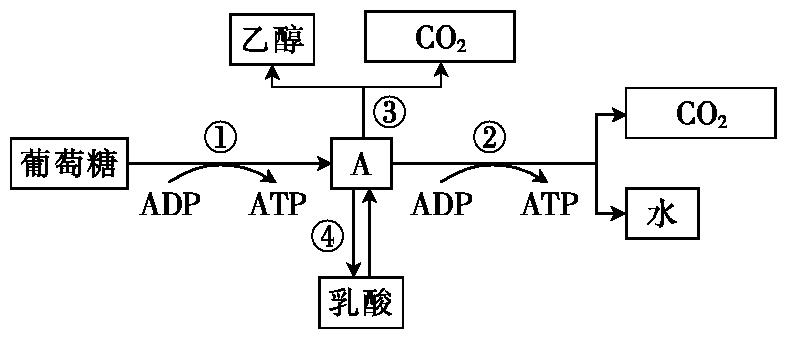 乙醇
CO₂
③
①
②
CO₂
葡萄糖
A
ADP
ATP
ADP
ATP
水
④
乳酸